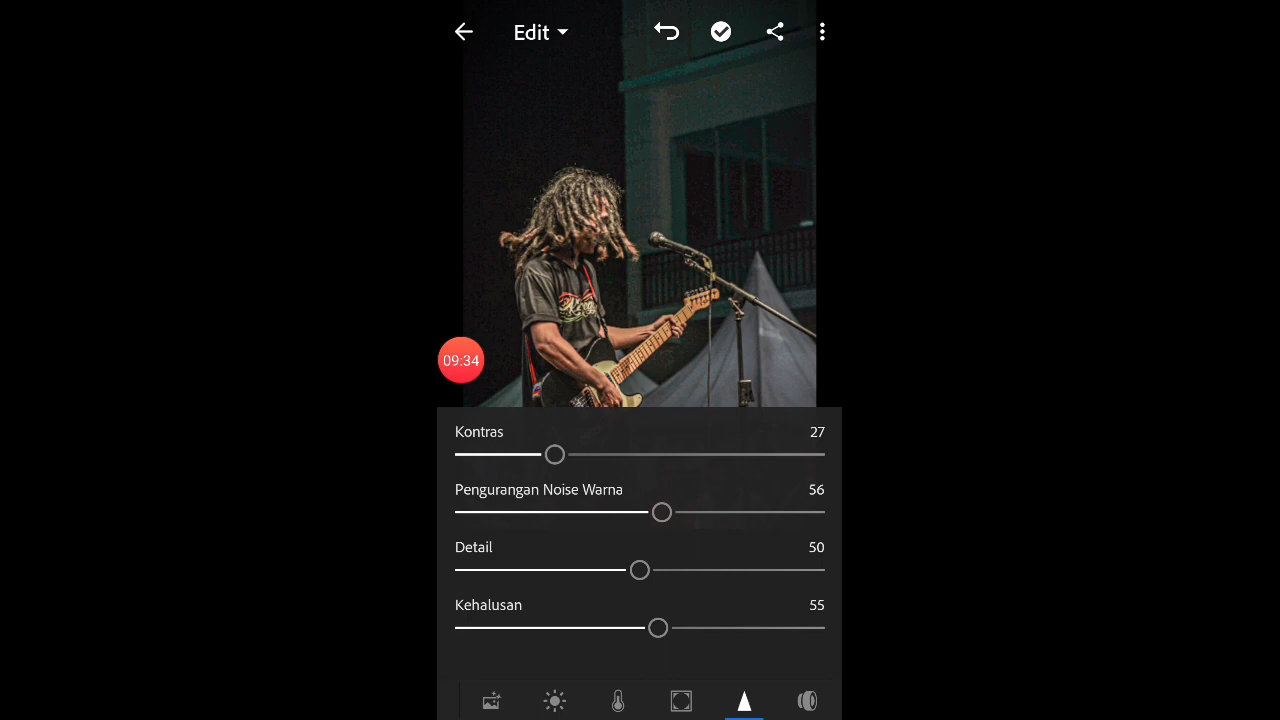 Edit
09:34
Kontras 27
Pengurangan Noise Warna 56
Detail 50
Kehalusan 55